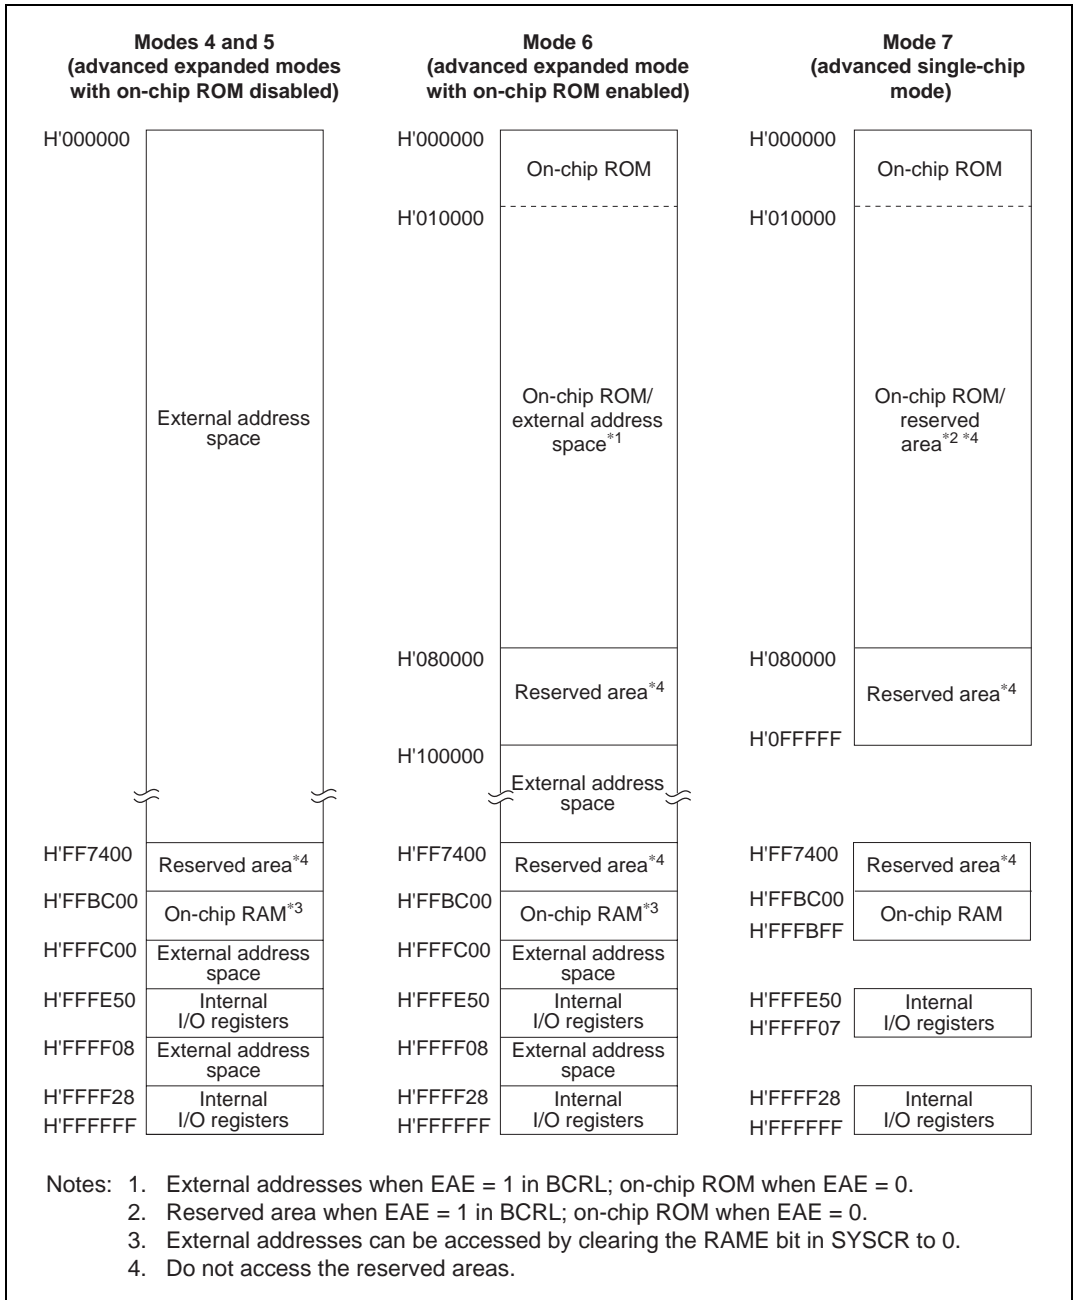 Modes 4 and 5
(advanced expanded modes
with on-chip ROM disabled)
H'000000
External address
space
H'FF7400
Reserved area*4
H'FFBC00
On-chip RAM*3
H'FFFC00
External address
space
H'FFFE50
Internal
I/O registers
H'FFFF08
External address
space
H'FFFF28
Internal
I/O registers
H'FFFFFF
Mode 6
(advanced expanded mode
with on-chip ROM enabled)
H'000000
On-chip ROM
H'010000
On-chip ROM/
external address
space*1
H'080000
Reserved area*4
H'100000
External address
space
H'FF7400
Reserved area*4
H'FFBC00
On-chip RAM*3
H'FFFC00
External address
space
H'FFFE50
Internal
I/O registers
H'FFFF08
External address
space
H'FFFF28
Internal
I/O registers
H'FFFFFF
Mode 7
(advanced single-chip
mode)
H'000000
On-chip ROM
H'010000
On-chip ROM/
reserved
area*2 *4
H'080000
Reserved area*4
H'0FFFFF
H'FF7400
Reserved area*4
H'FFBC00
On-chip RAM
H'FFFBFF
H'FFFE50
Internal
I/O registers
H'FFFF07
H'FFFF28
Internal
I/O registers
H'FFFFFF
Notes: 1. External addresses when EAE = 1 in BCRL; on-chip ROM when EAE = 0.
2. Reserved area when EAE = 1 in BCRL; on-chip ROM when EAE = 0.
3. External addresses can be accessed by clearing the RAME bit in SYSCR to 0.
4. Do not access the reserved areas.